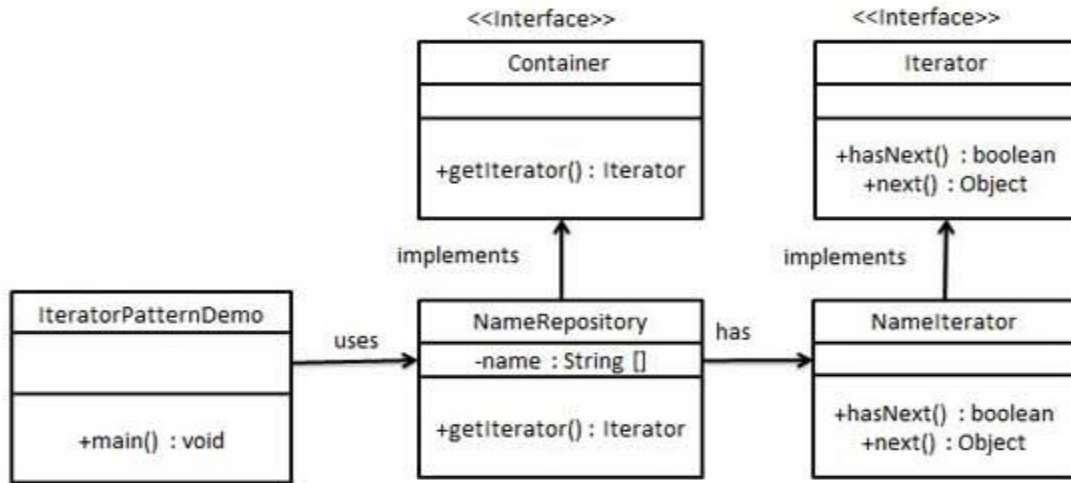 <<Interface>>
Container
+getIterator() : Iterator
<<Interface>>
Iterator
+hasNext() : boolean
+next() : Object
implements
implements
IteratorPatternDemo
+main() : void
uses
NameRepository
-name : String []
+getIterator() : Iterator
has
NameIterator
+hasNext() : boolean
+next() : Object